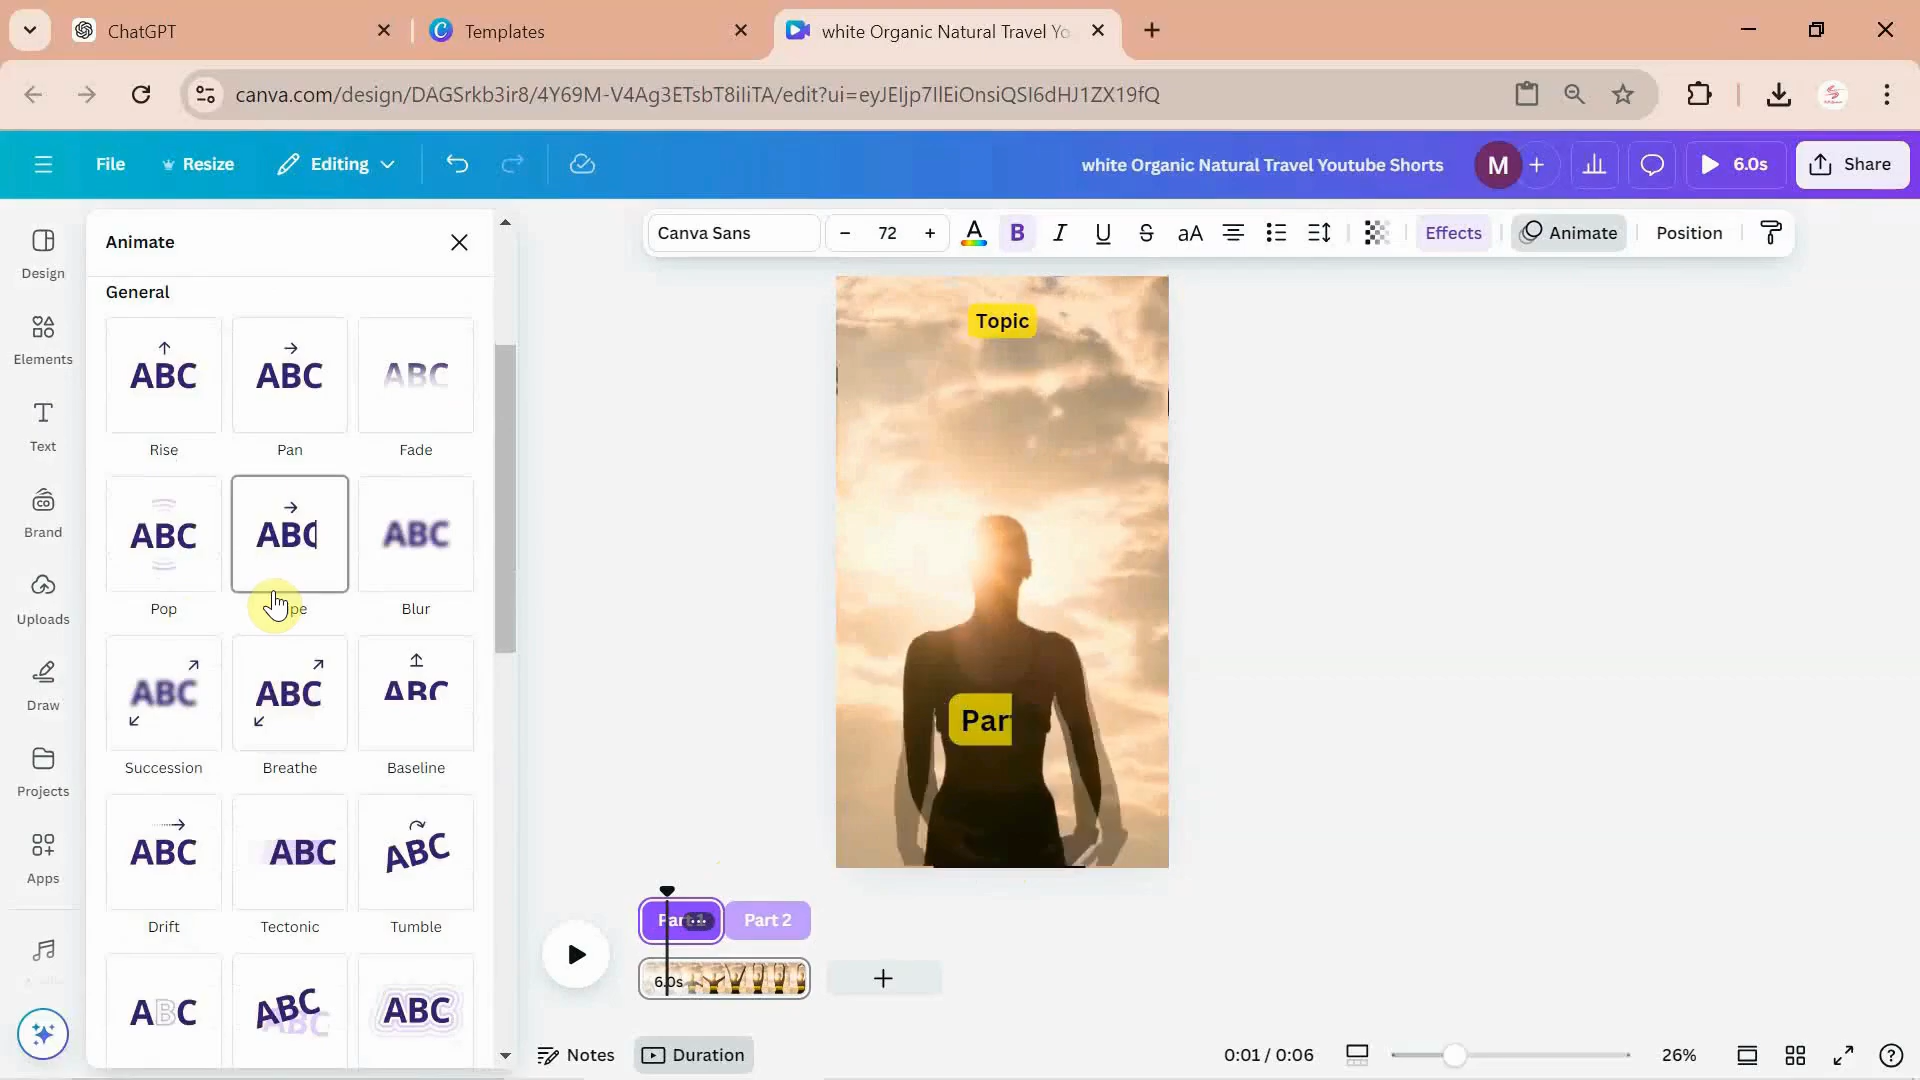 ChatGPT
Templates
white Organic Natural Travel Yo
canva.com/design/DAGSrkb3ir8/4Y69M-V4Ag3ETsbT8iIiTA/edit?ui=eyJEIjp7IlEiOnsiQSI6dHJ1ZX19fQ
File
Resize
Editing
white Organic Natural Travel Youtube Shorts
M
6.0s
Share
Design
Elements
Text
Brand
Uploads
Draw
Projects
Apps
Animate
General
ABC ABC ABC
Rise Pan Fade
ABC ABC ABC
Pop pe Blur
ABC ABC ABC
Succession Breathe Baseline
ABC ABC ABC
Drift Tectonic Tumble
ABC ABC ABC
Canva Sans
– 72 +
A B I U S aA
Effects
Animate
Position
Topic
Par
Part 2
6.0s
Notes
Duration
0:01 / 0:06
26%